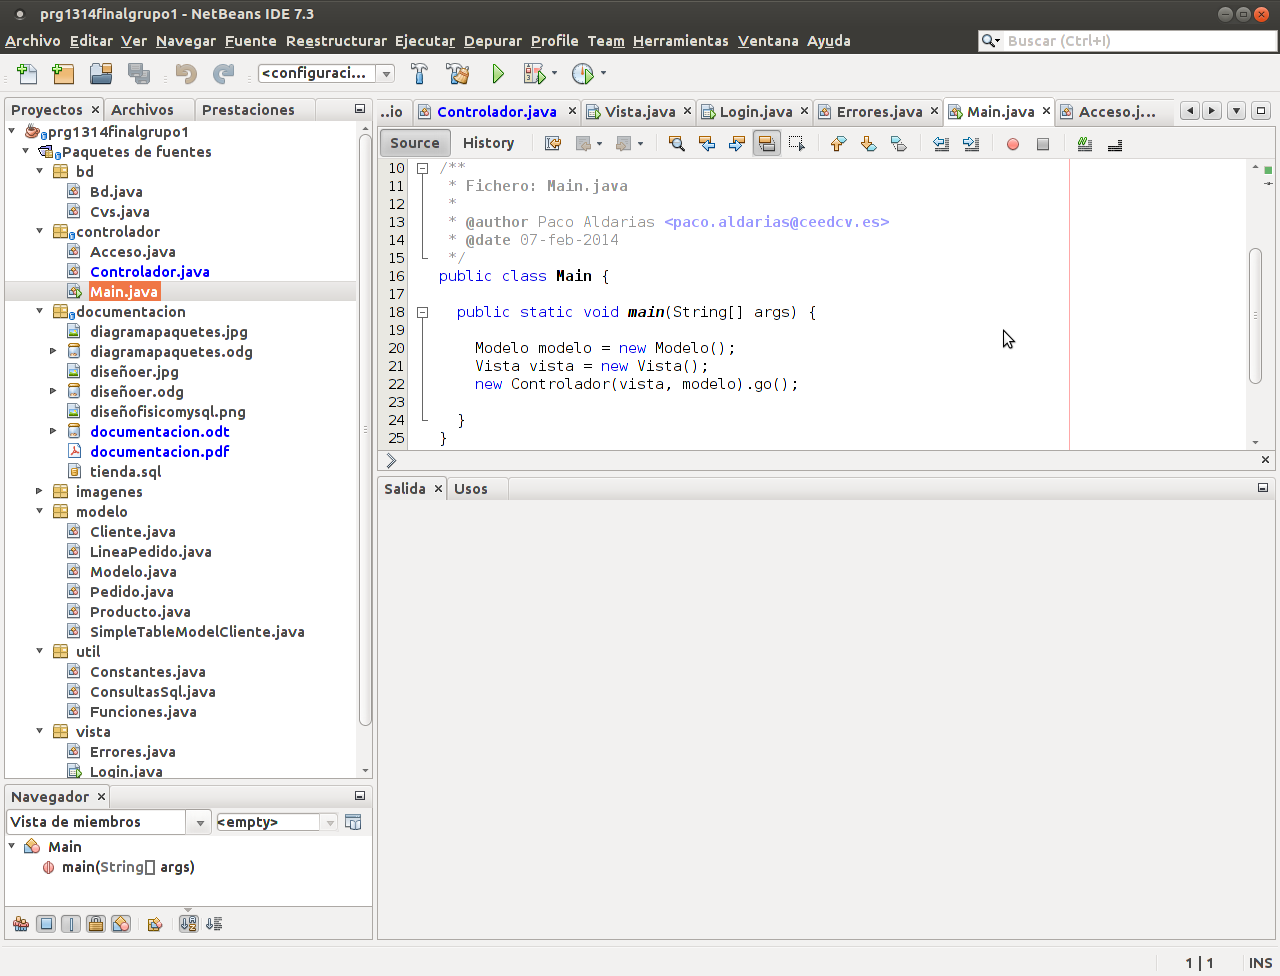 prg1314finalgrupo1 - NetBeans IDE 7.3
Archivo Editar Ver Navegar Fuente Reestructurar Ejecutar Depurar Profile Team Herramientas Ventana Ayuda
Buscar (Ctrl+I)
<configuraci...
Proyectos Archivos Prestaciones
prg1314finalgrupo1
Paquetes de fuentes
bd
Bd.java
Cvs.java
controlador
Acceso.java
Controlador.java
Main.java
documentacion
diagramapaquetes.jpg
diagramapaquetes.odg
diseñoer.jpg
diseñoer.odg
diseñofisicomysql.png
documentacion.odt
documentacion.pdf
tienda.sql
imagenes
modelo
Cliente.java
LineaPedido.java
Modelo.java
Pedido.java
Producto.java
SimpleTableModelCliente.java
util
Constantes.java
ConsultasSql.java
Funciones.java
vista
Errores.java
Login.java
Navegador
Vista de miembros <empty>
Main
main(String[] args)
..io Controlador.java Vista.java Login.java Errores.java Main.java Acceso.j...
Source History
10 /**
11 * Fichero: Main.java
12 *
13 * @author Paco Aldarias <paco.aldarias@ceedcv.es>
14 * @date 07-feb-2014
15 */
16 public class Main {
17
18 public static void main(String[] args) {
19
20 Modelo modelo = new Modelo();
21 Vista vista = new Vista();
22 new Controlador(vista, modelo).go();
23
24 }
25 }
Salida Usos
1 | 1 INS